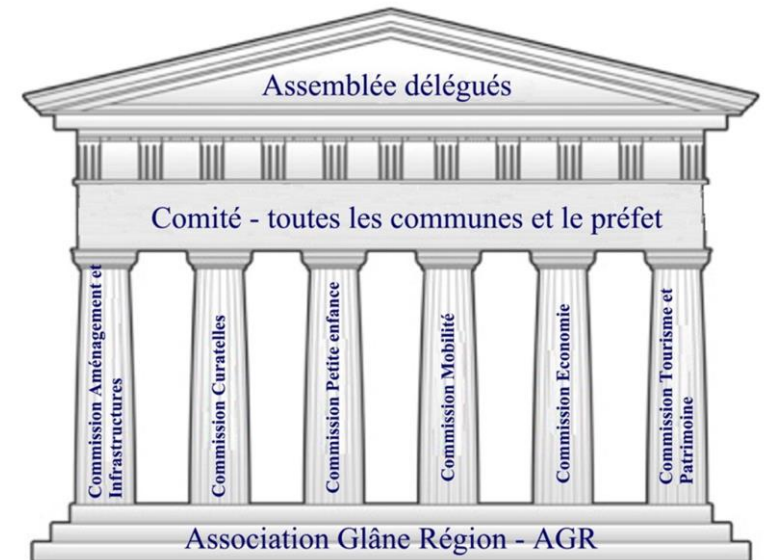 Assemblée délégués
Comité - toutes les communes et le préfet
Commission Aménagement et
Infrastructures
Commission Curatelles
Commission Petite enfance
Commission Mobilité
Commission Economie
Commission Tourisme et
Patrimoine
Association Glâne Région - AGR